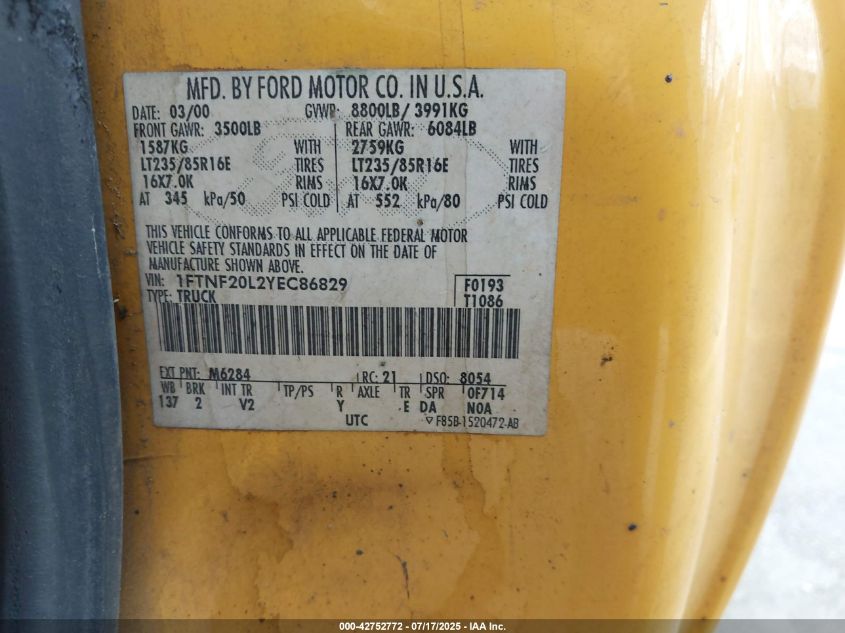 MFD. BY FORD MOTOR CO. IN U.S.A.
DATE: 03/00 GVWR: 8800LB/ 3991KG
FRONT GAWR: 3500LB REAR GAWR: 6084LB
1587KG WITH 2759KG WITH
LT235/85R16E TIRES LT235/85R16E TIRES
16X7.0K RIMS 16X7.0K RIMS
AT 345 kPa/50 PSI COLD AT 552 kPa/80 PSI COLD
THIS VEHICLE CONFORMS TO ALL APPLICABLE FEDERAL MOTOR
VEHICLE SAFETY STANDARDS IN EFFECT ON THE DATE OF
MANUFACTURE SHOWN ABOVE.
VIN: 1FTNF20L2YEC86829 F0193
TYPE: TRUCK T1086
EXT PNT: M6284 RC: 21 DSO: 8054
WB BRK INT TR TP/PS R AXLE TR SPR 0F714
137 2 V2 Y E DA N0A
UTC ▽ F85B-1520472-AB
000-42752772 - 07/17/2025 - IAA Inc.